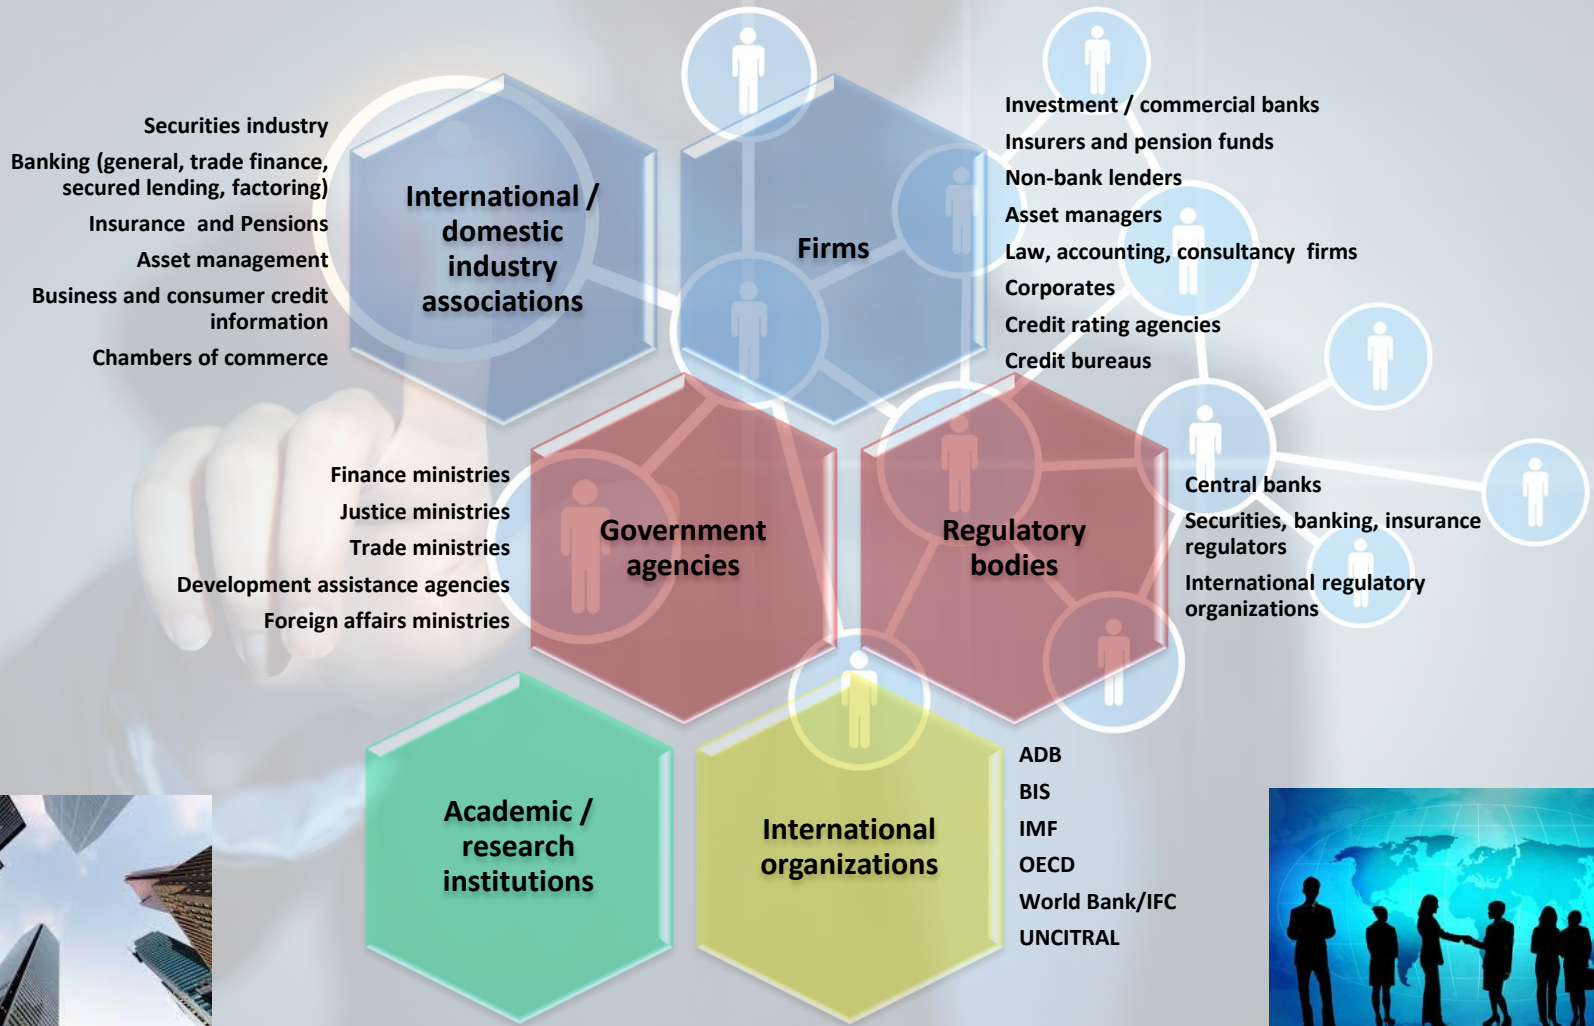 Securities industry
Banking (general, trade finance,
secured lending, factoring)
Insurance and Pensions
Asset management
Business and consumer credit
information
Chambers of commerce
International /
domestic
industry
associations
Firms
Investment / commercial banks
Insurers and pension funds
Non-bank lenders
Asset managers
Law, accounting, consultancy firms
Corporates
Credit rating agencies
Credit bureaus
Finance ministries
Justice ministries
Trade ministries
Development assistance agencies
Foreign affairs ministries
Government
agencies
Regulatory
bodies
Central banks
Securities, banking, insurance
regulators
International regulatory
organizations
Academic /
research
institutions
International
organizations
ADB
BIS
IMF
OECD
World Bank/IFC
UNCITRAL